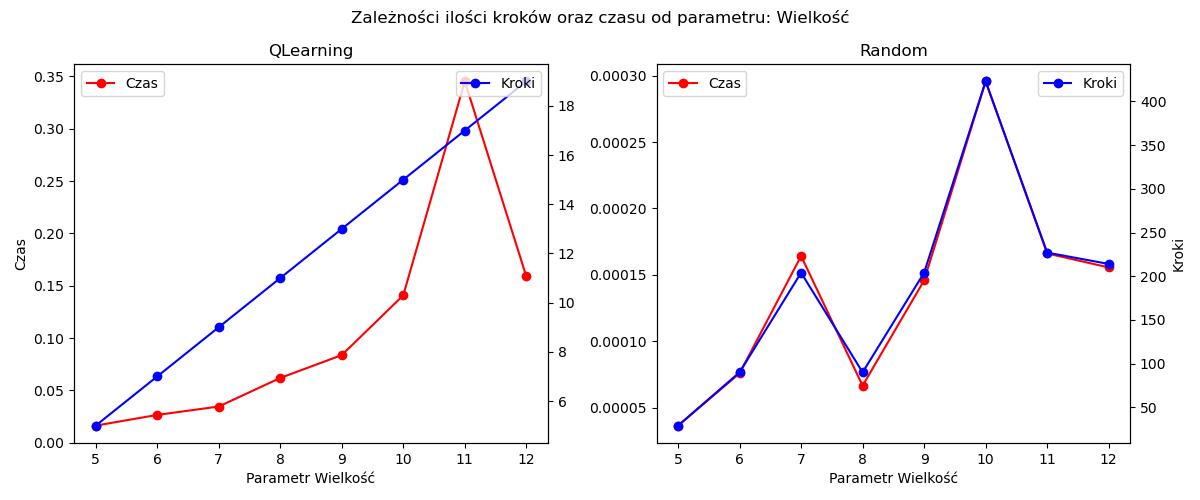 Zależności ilości kroków oraz czasu od parametru: Wielkość
QLearning
Czas
Kroki
0.35
0.30
0.25
0.20
0.15
0.10
0.05
0.00
Czas
18
16
14
12
10
8
6
5 6 7 8 9 10 11 12
Parametr Wielkość
Random
Czas
Kroki
0.00030
0.00025
0.00020
0.00015
0.00010
0.00005
400
350
300
250
200
150
100
50
Kroki
5 6 7 8 9 10 11 12
Parametr Wielkość